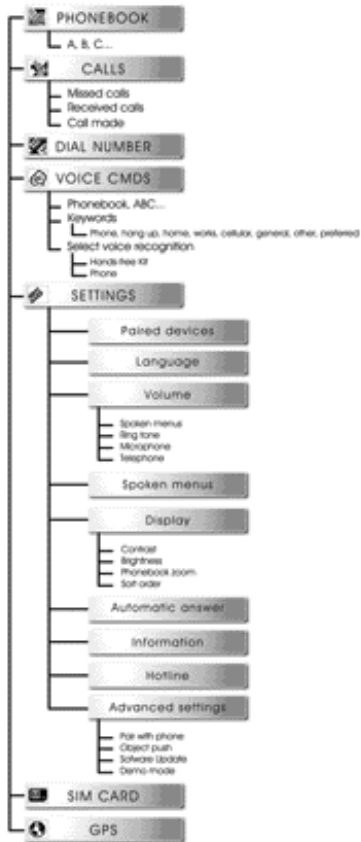 PHONEBOOK
A, B, C...
CALLS
Missed calls
Received calls
Call made
DIAL NUMBER
VOICE CMDS
Phonebook, ABC...
Keywords
Phone, hang up, home, works, cellular, general, other, preferred
Select voice recognition
Hands-free Kit
Phone
SETTINGS
Paired devices
Language
Volume
Spoken menus
Ring tone
Microphone
Telephone
Spoken menus
Display
Contrast
Brightness
Phonebook zoom
Sort order
Automatic answer
Information
Hotline
Advanced settings
Pair with phone
Object push
Sofware Update
Demo mode
SIM CARD
GPS